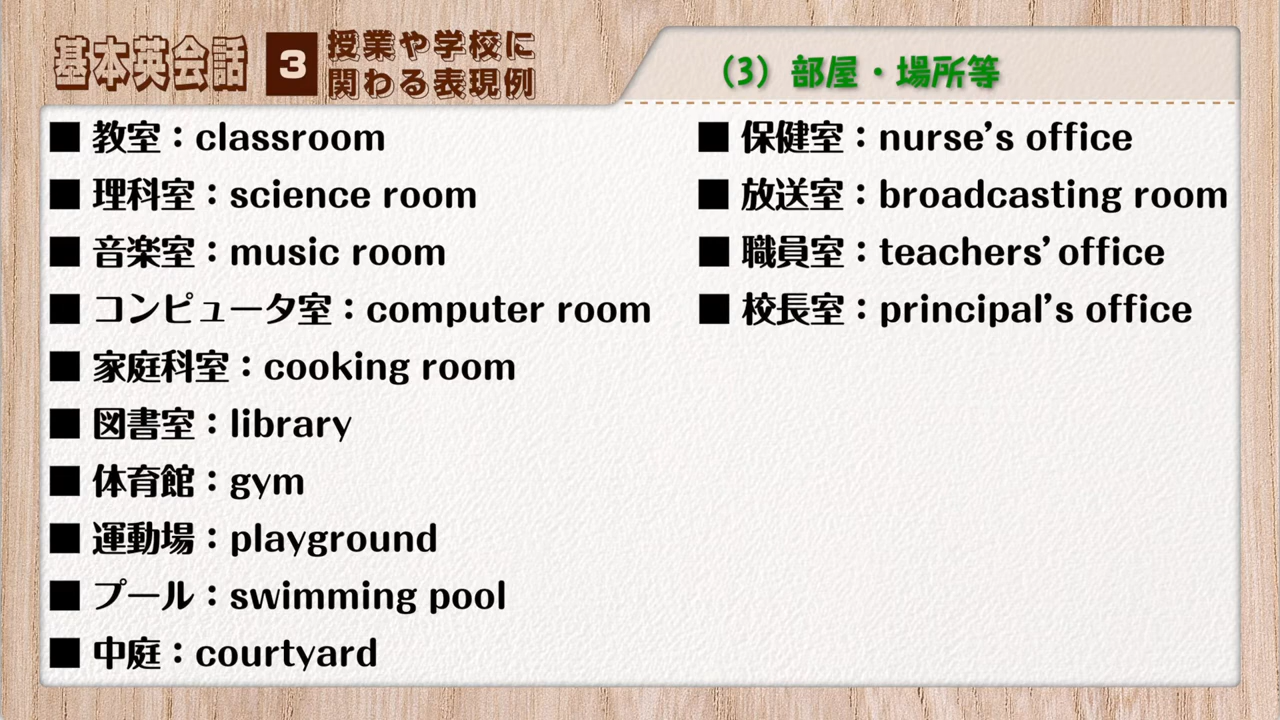 基本英会話 3 授業や学校に
関わる表現例
（3）部屋・場所等
■ 教室：classroom
■ 理科室：science room
■ 音楽室：music room
■ コンピュータ室：computer room
■ 家庭科室：cooking room
■ 図書室：library
■ 体育館：gym
■ 運動場：playground
■ プール：swimming pool
■ 中庭：courtyard
■ 保健室：nurse’s office
■ 放送室：broadcasting room
■ 職員室：teachers’ office
■ 校長室：principal’s office